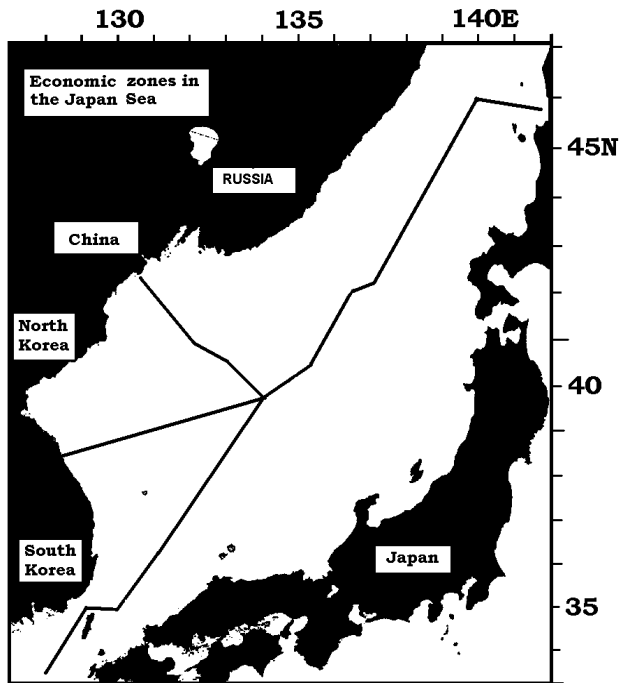 130 135 140E
Economic zones in
the Japan Sea
45N
RUSSIA
China
North
Korea
40
South
Korea
Japan
35